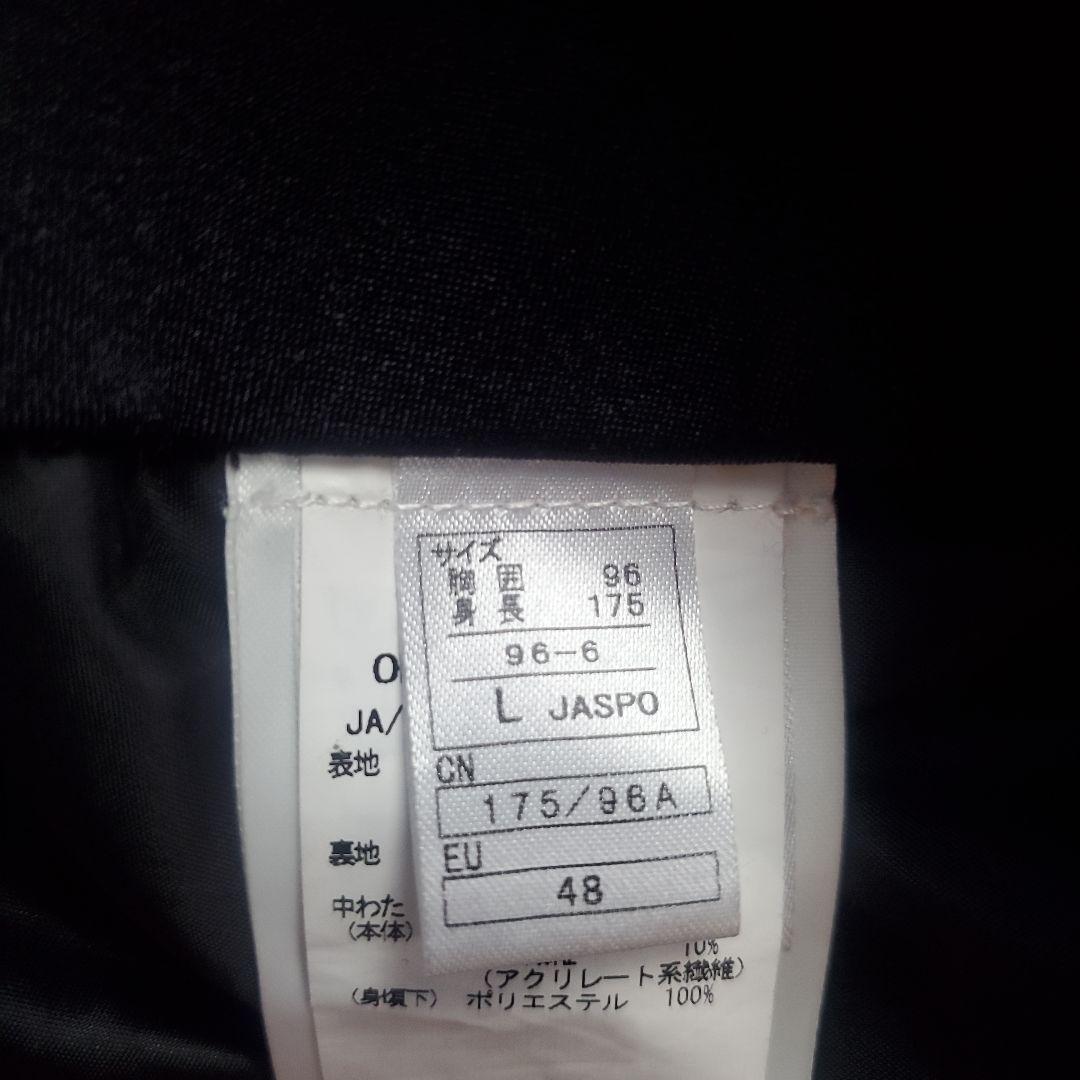 サイズ
胸囲 96
身長 175
96-6
L JASPO
CN
175/96A
EU
48
JA/
表地
裏地
中わた
(本体)
10%
(アクリレート系繊維)
(身頃下) ポリエステル 100%